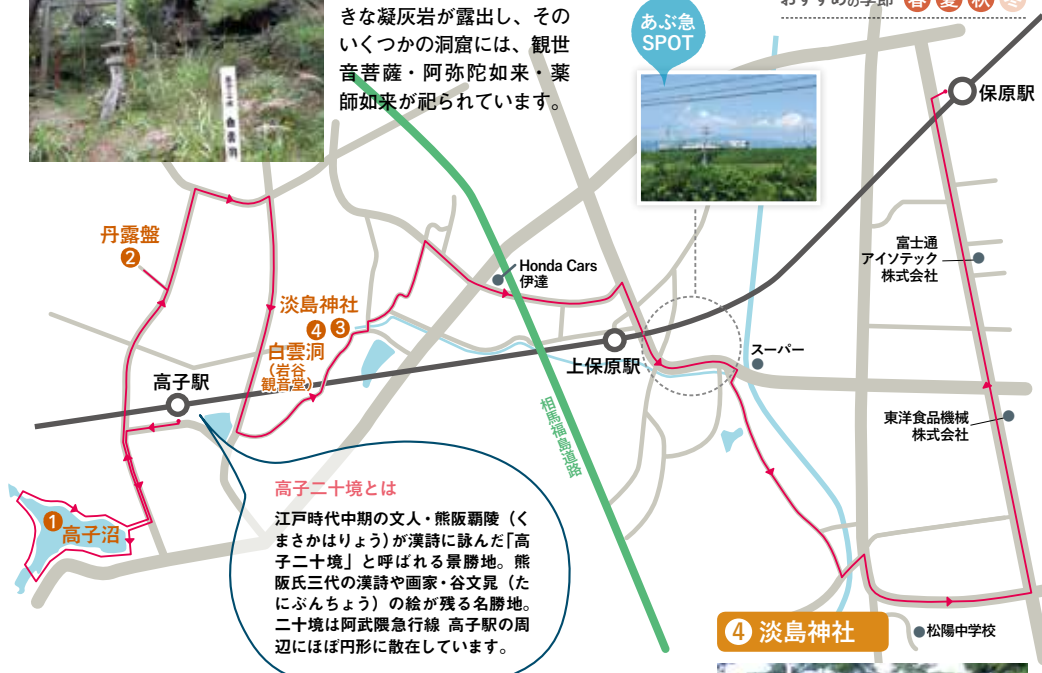 きな凝灰岩が露出し、その
いくつかの洞窟には、観世
音菩薩・阿弥陀如来・薬
師如来が祀られています。
あぶ急
SPOT
おすすめの季節 春 夏 秋 冬
保原駅
丹露盤
2
淡島神社
4 3
白雲洞
（岩谷
観音堂）
Honda Cars
伊達
富士通
アイソテック
株式会社
高子駅
上保原駅
スーパー
東洋食品機械
株式会社
相馬福島道路
1
高子沼
高子二十境とは
江戸時代中期の文人・熊阪覇陵（く
まさかはりょう）が漢詩に詠んだ「高
子二十境」と呼ばれる景勝地。熊
阪氏三代の漢詩や画家・谷文晁（た
にぶんちょう）の絵が残る名勝地。
二十境は阿武隈急行線 高子駅の周
辺にほぼ円形に散在しています。
4 淡島神社
松陽中学校